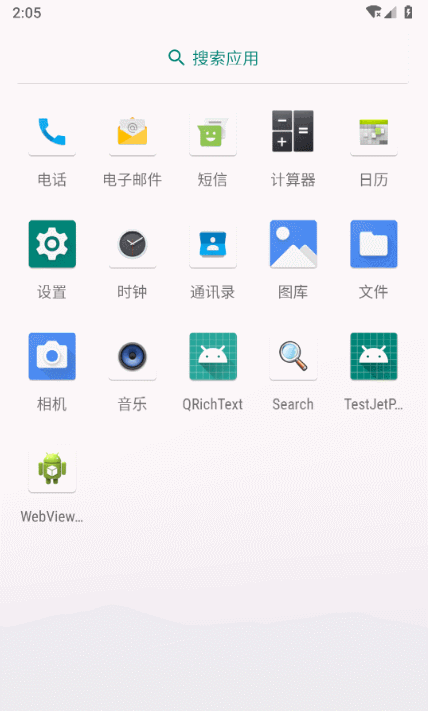 2:05
搜索应用
电话 电子邮件 短信 计算器 日历
设置 时钟 通讯录 图库 文件
相机 音乐 QRichText Search TestJetP...
WebView...